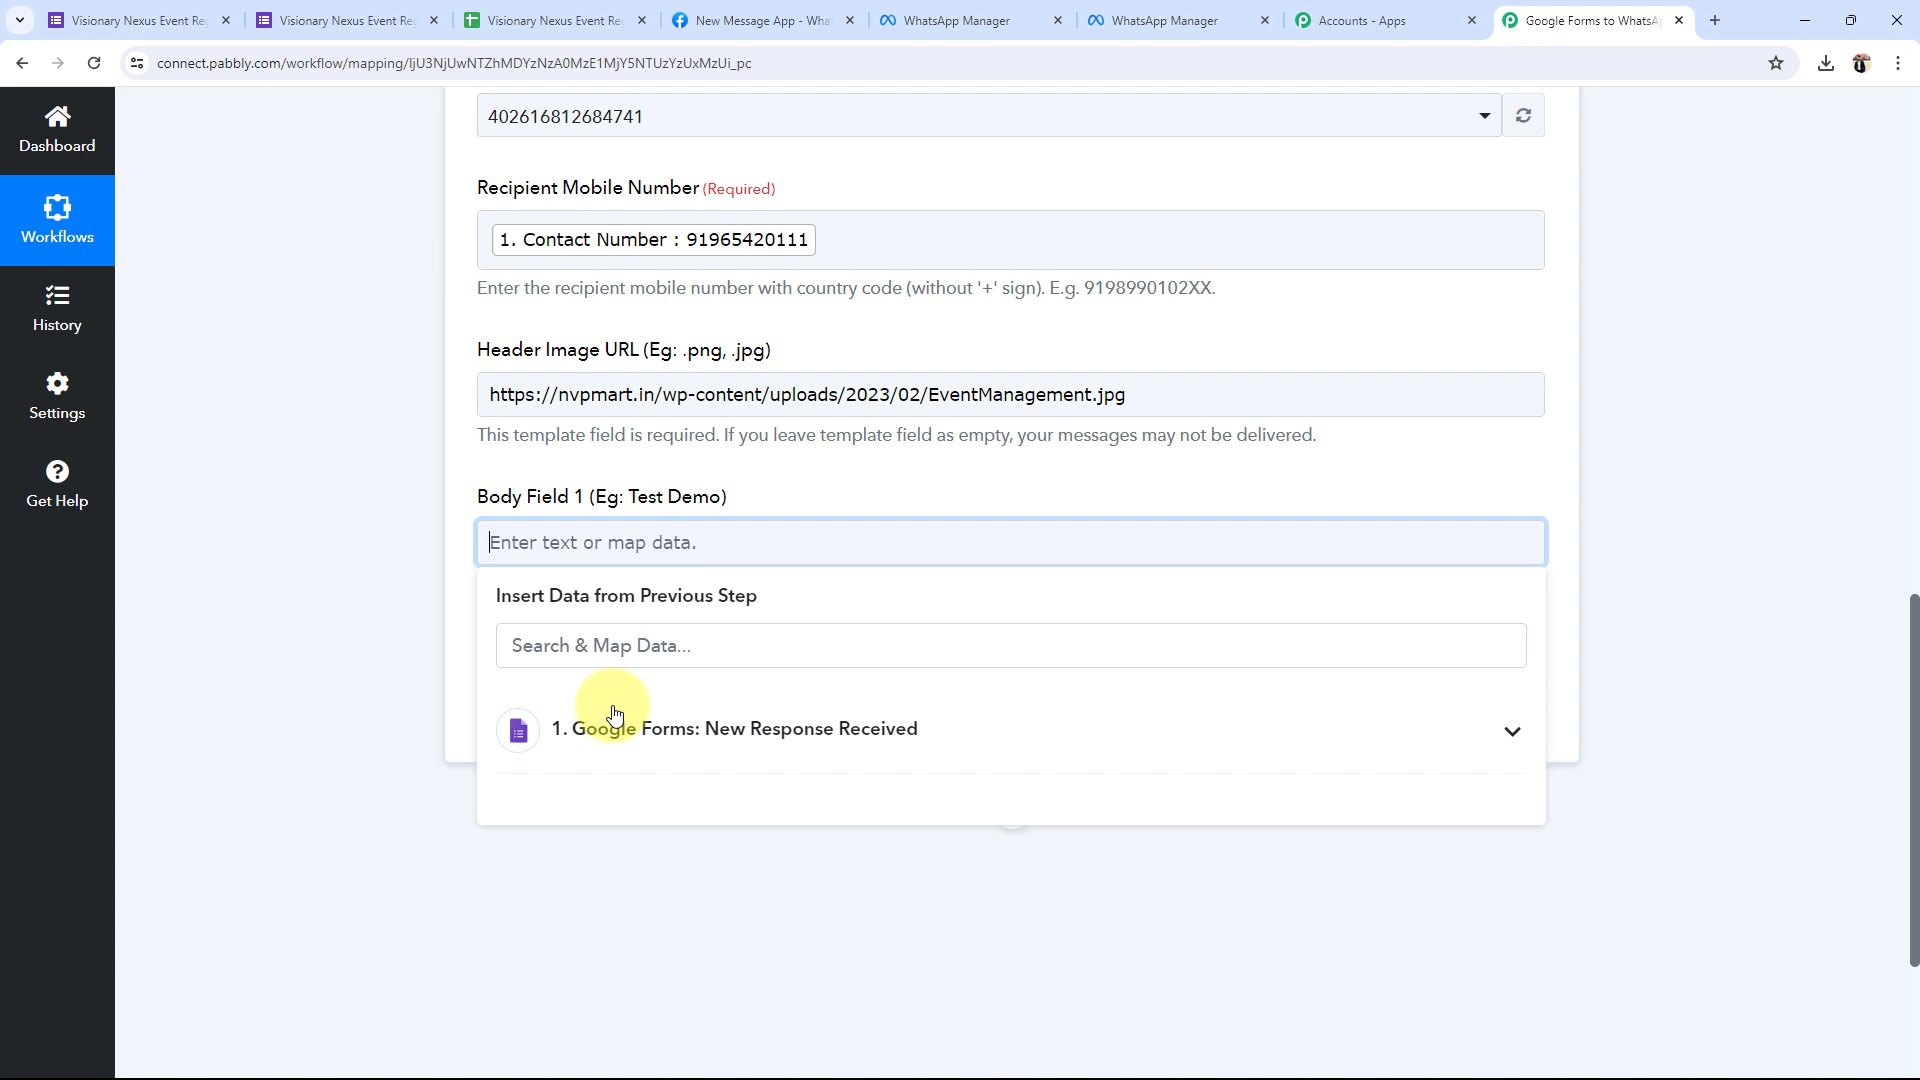 Visionary Nexus Event Re
Visionary Nexus Event Re
Visionary Nexus Event Re
New Message App - Wha
WhatsApp Manager
WhatsApp Manager
Accounts - Apps
Google Forms to WhatsA
connect.pabbly.com/workflow/mapping/IjU3NjUwNTZhMDYzNzA0MzE1MjY5NTUzYzUxMzUi_pc
Dashboard
Workflows
History
Settings
Get Help
402616812684741
Recipient Mobile Number (Required)
1. Contact Number : 91965420111
Enter the recipient mobile number with country code (without '+' sign). E.g. 9198990102XX.
Header Image URL (Eg: .png, .jpg)
https://nvpmart.in/wp-content/uploads/2023/02/EventManagement.jpg
This template field is required. If you leave template field as empty, your messages may not be delivered.
Body Field 1 (Eg: Test Demo)
Enter text or map data.
Insert Data from Previous Step
Search & Map Data...
1. Google Forms: New Response Received